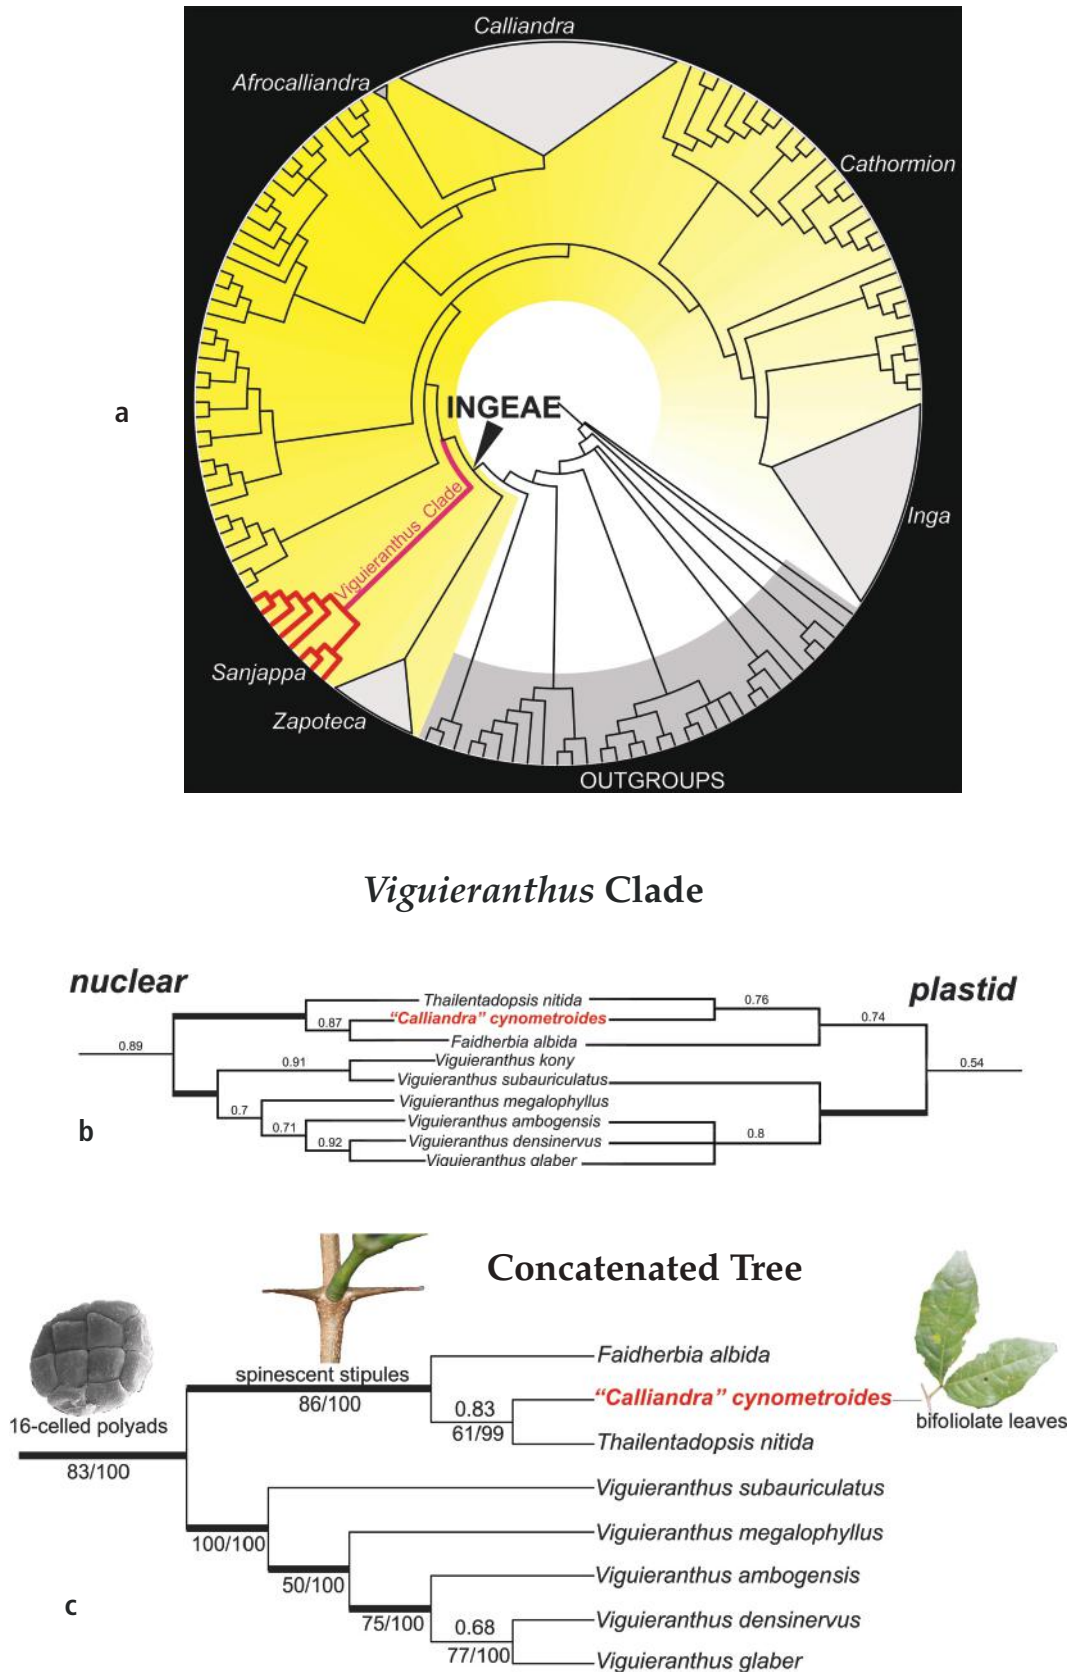 Calliandra
Afrocalliandra
Cathormion
a
INGEAE
Viguieranthus Clade
Inga
Sanjappa
Zapoteca
OUTGROUPS
Viguieranthus Clade
nuclear
plastid
Thailentadopsis nitida
0.76
"Calliandra" cynometroides
0.87
0.74
Faidherbia albida
0.89
Viguieranthus kony
0.91
0.54
Viguieranthus subauriculatus
Viguieranthus megalophyllus
0.7
Viguieranthus ambogensis
b
0.71
0.8
Viguieranthus densinervus
0.92
Viguieranthus glaber
Concatenated Tree
Faidherbia albida
spinescent stipules
86/100
"Calliandra" cynometroides
0.83
16-celled polyads
bifoliolate leaves
61/99
Thailentadopsis nitida
83/100
Viguieranthus subauriculatus
Viguieranthus megalophyllus
100/100
Viguieranthus ambogensis
50/100
c
75/100
0.68
Viguieranthus densinervus
77/100
Viguieranthus glaber